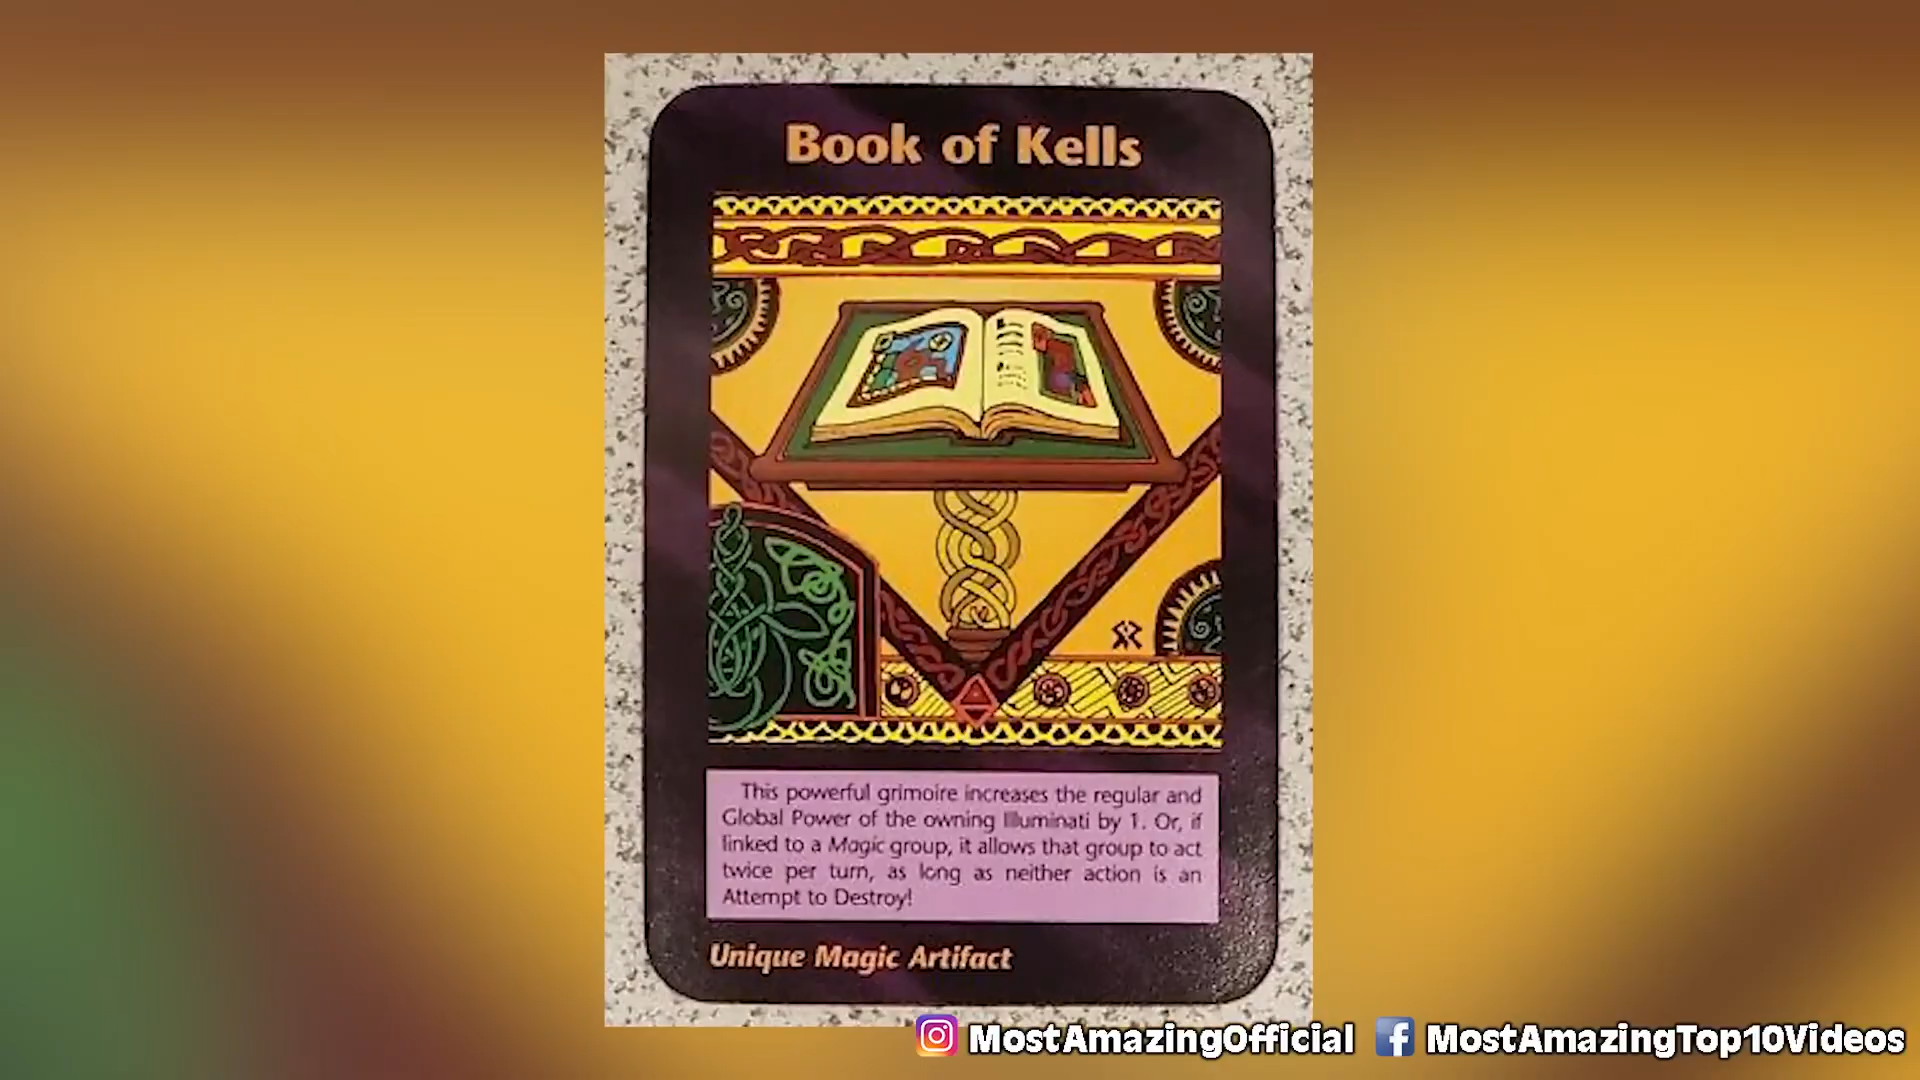 Book of Kells
This powerful grimoire increases the regular and
Global Power of the owning Illuminati by 1. Or, if
linked to a Magic group, it allows that group to act
twice per turn, as long as neither action is an
Attempt to Destroy!
Unique Magic Artifact
MostAmazingOfficial MostAmazingTop10Videos